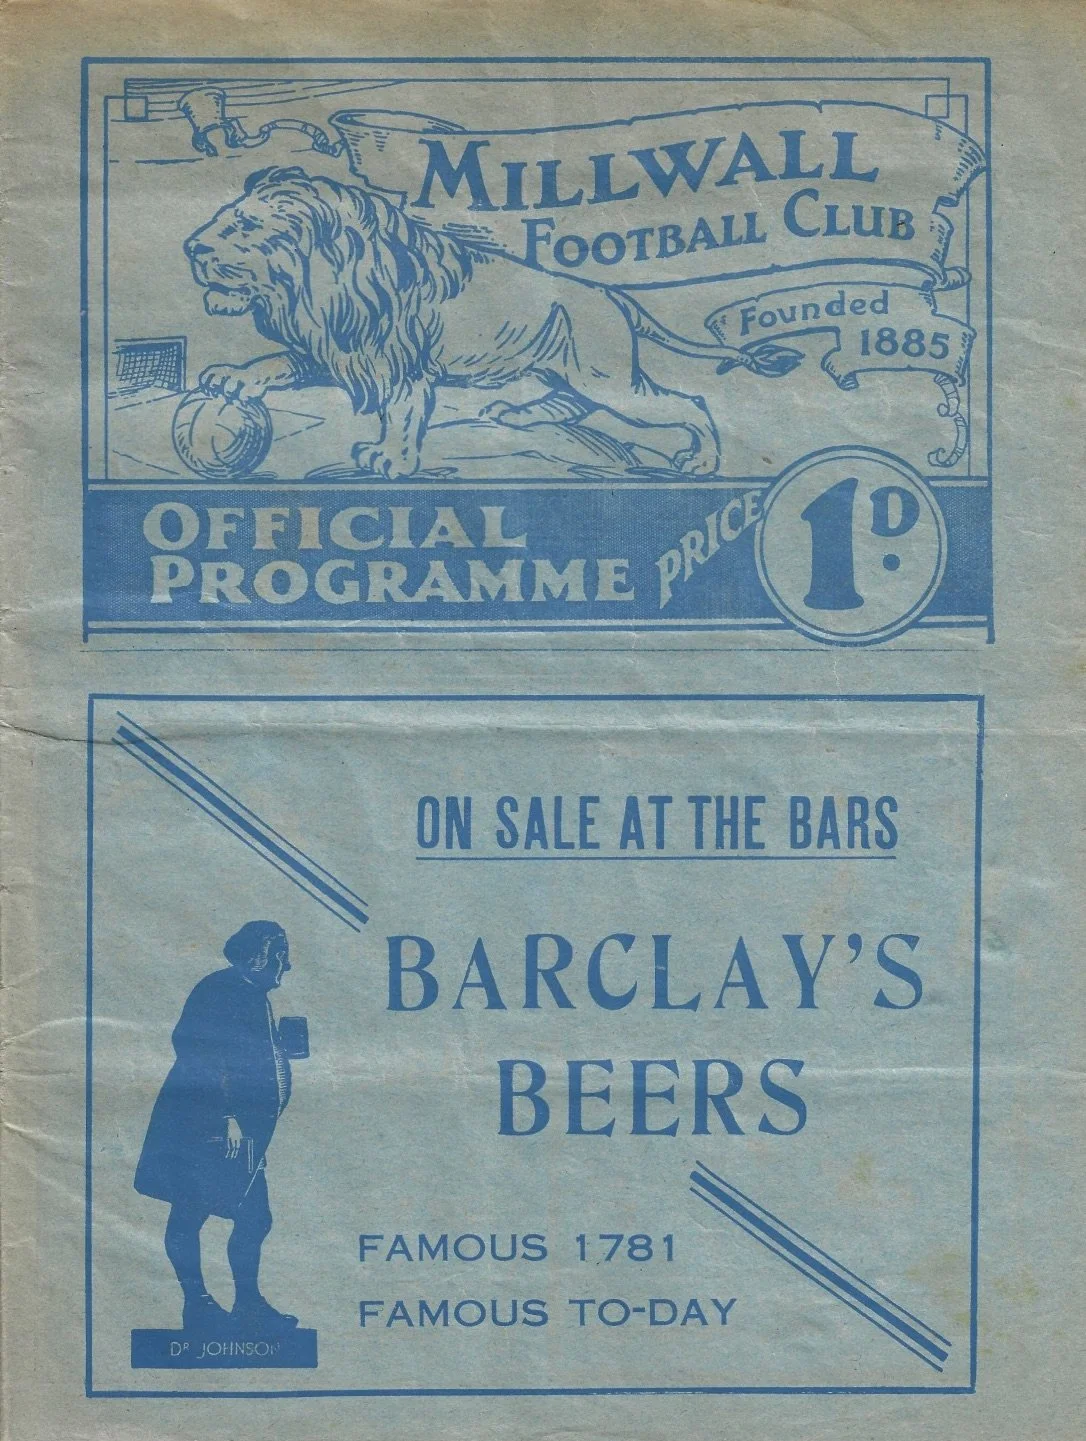 MILLWALL
FOOTBALL CLUB
Founded
1885
OFFICIAL
PROGRAMME
PRICE
1D.
ON SALE AT THE BARS
BARCLAY'S
BEERS
FAMOUS 1781
FAMOUS TO-DAY
DR JOHNSON